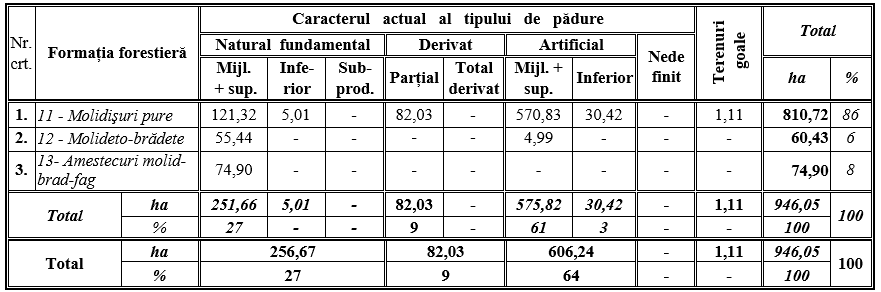 Nr. crt. | Formația forestieră | Caracterul actual al tipului de pădure | Terenuri goale | Total
Natural fundamental | Derivat | Artificial | Nede finit | ha | %
Mijl. + sup. | Infe- rior | Sub- prod. | Parțial | Total derivat | Mijl. + sup. | Inferior
1. | 11 - Molidişuri pure | 121,32 | 5,01 | - | 82,03 | - | 570,83 | 30,42 | - | 1,11 | 810,72 | 86
2. | 12 - Molideto-brădete | 55,44 | - | - | - | - | 4,99 | - | - | - | 60,43 | 6
3. | 13- Amestecuri molid- brad-fag | 74,90 | - | - | - | - | - | - | - | - | 74,90 | 8
Total | ha | 251,66 | 5,01 | - | 82,03 | - | 575,82 | 30,42 | - | 1,11 | 946,05 | 100
% | 27 | - | - | 9 | - | 61 | 3 | - | - | 100
Total | ha | 256,67 | 82,03 | 606,24 | - | 1,11 | 946,05 | 100
% | 27 | 9 | 64 | - | - | 100